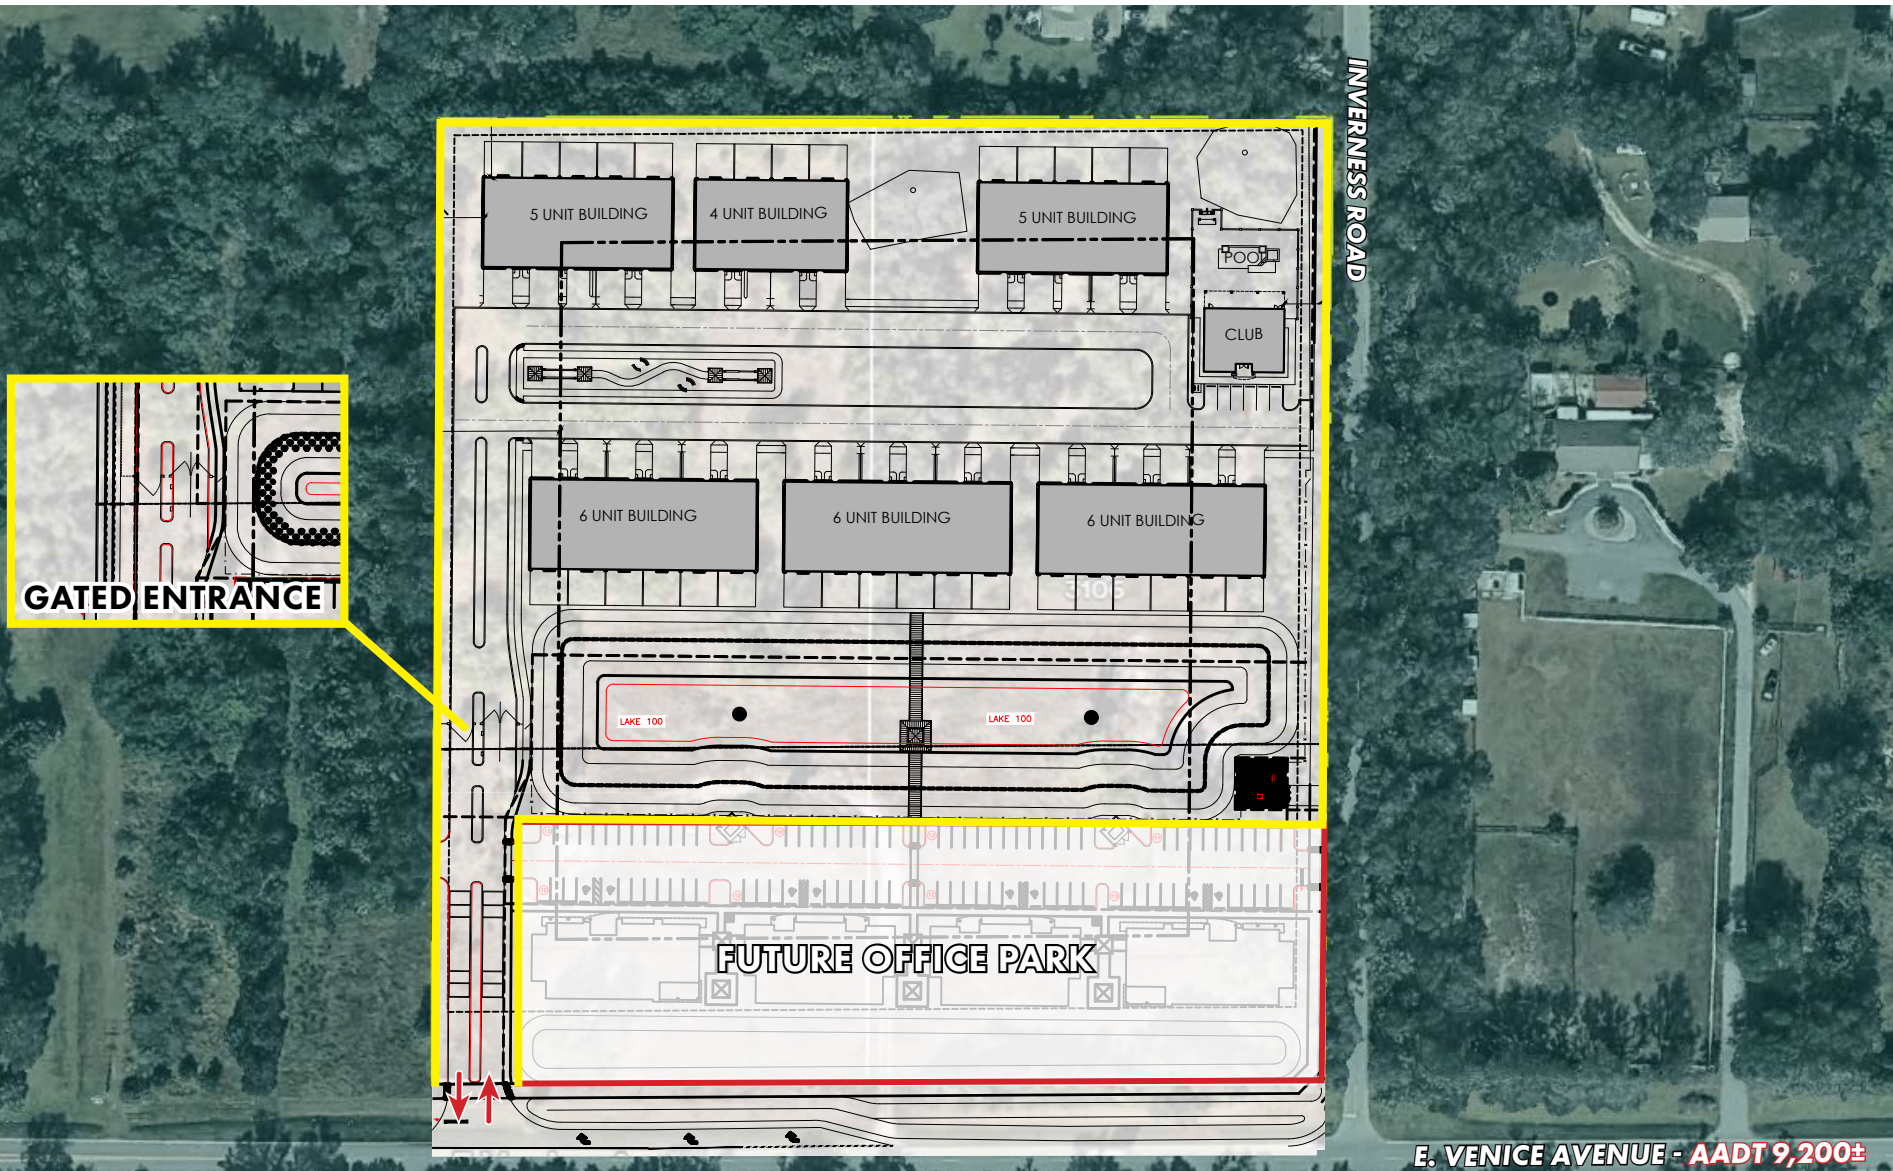 INVERNESS ROAD
5 UNIT BUILDING
4 UNIT BUILDING
5 UNIT BUILDING
POOL
CLUB
6 UNIT BUILDING
6 UNIT BUILDING
6 UNIT BUILDING
3105
GATED ENTRANCE
LAKE 100
LAKE 100
FUTURE OFFICE PARK
E. VENICE AVENUE - AADT 9,200±